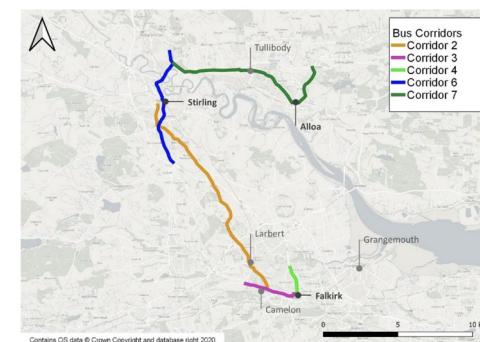 Bus Corridors
Corridor 2
Corridor 3
Corridor 4
Corridor 6
Corridor 7
Tullibody
Stirling
Alloa
Larbert
Grangemouth
Falkirk
Camelon
0 5 10 K
Contains OS data © Crown Copyright and database right 2020